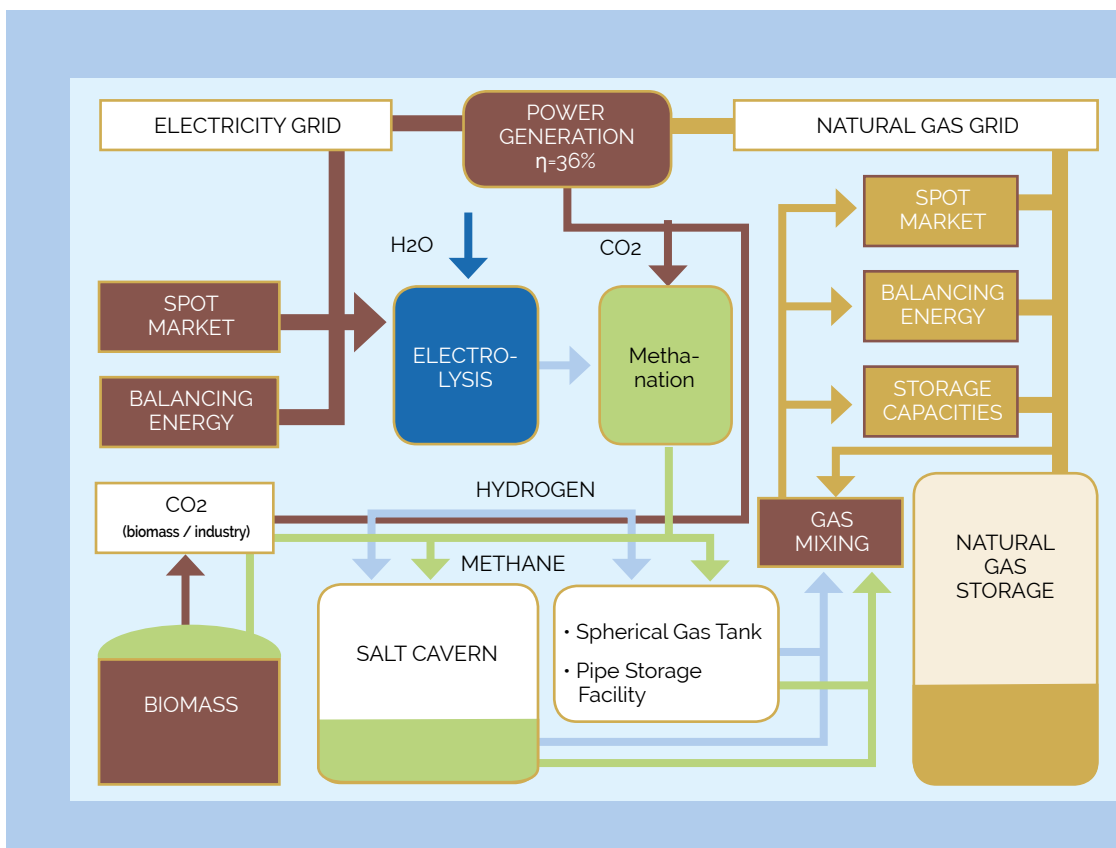 ELECTRICITY GRID
POWER
GENERATION
η=36%
NATURAL GAS GRID
SPOT
MARKET
H2O
CO2
BALANCING
ENERGY
SPOT
MARKET
ELECTRO-
LYSIS
Metha-
nation
BALANCING
ENERGY
STORAGE
CAPACITIES
HYDROGEN
CO2
(biomass / industry)
GAS
MIXING
NATURAL
GAS
STORAGE
METHANE
SALT CAVERN
• Spherical Gas Tank
• Pipe Storage
Facility
BIOMASS